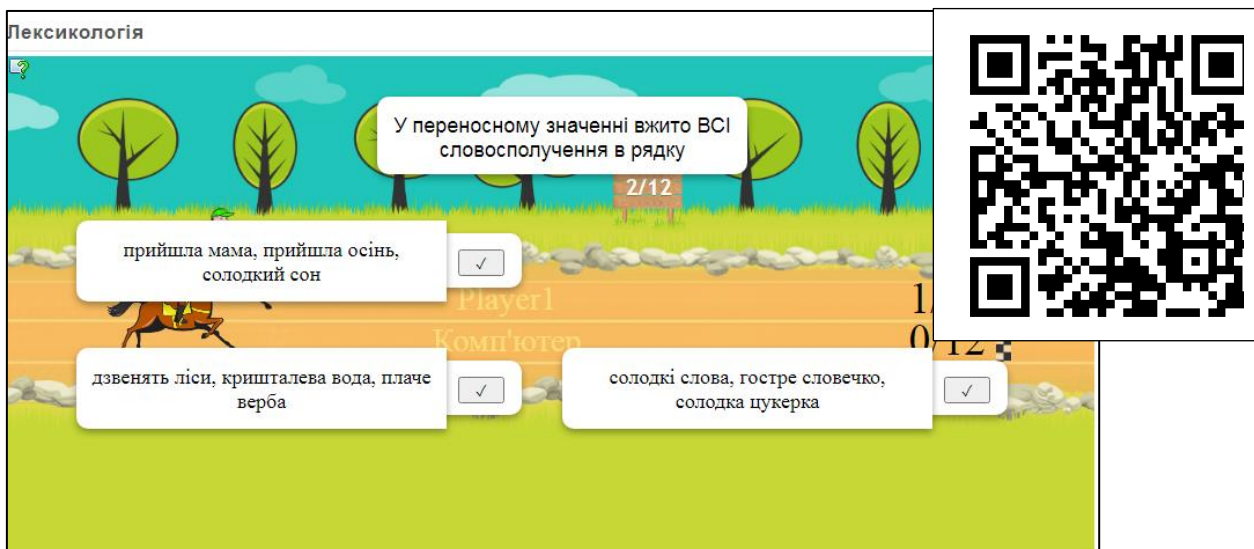 Лексикологія
У переносному значенні вжито ВСІ
словосполучення в рядку
2/12
прийшла мама, прийшла осінь,
солодкий сон
Player1
1/
Комп'ютер
0/12
дзвенять ліси, кришталева вода, плаче
верба
солодкі слова, гостре словечко,
солодка цукерка